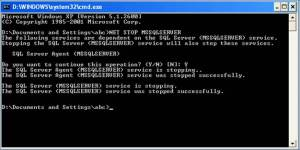 D:\WINDOWS\system32\cmd.exe
Microsoft Windows XP [Version 5.1.2600]
(C) Copyright 1985-2001 Microsoft Corp.
D:\Documents and Settings\abc>NET STOP MSSQLSERVER
The following services are dependent on the SQL Server (MSSQLSERVER) service.
Stopping the SQL Server (MSSQLSERVER) service will also stop these services.
SQL Server Agent (MSSQLSERVER)
Do you want to continue this operation? (Y/N) [N]: Y
The SQL Server Agent (MSSQLSERVER) service is stopping..
The SQL Server Agent (MSSQLSERVER) service was stopped successfully.
The SQL Server (MSSQLSERVER) service is stopping.
The SQL Server (MSSQLSERVER) service was stopped successfully.
D:\Documents and Settings\abc>_